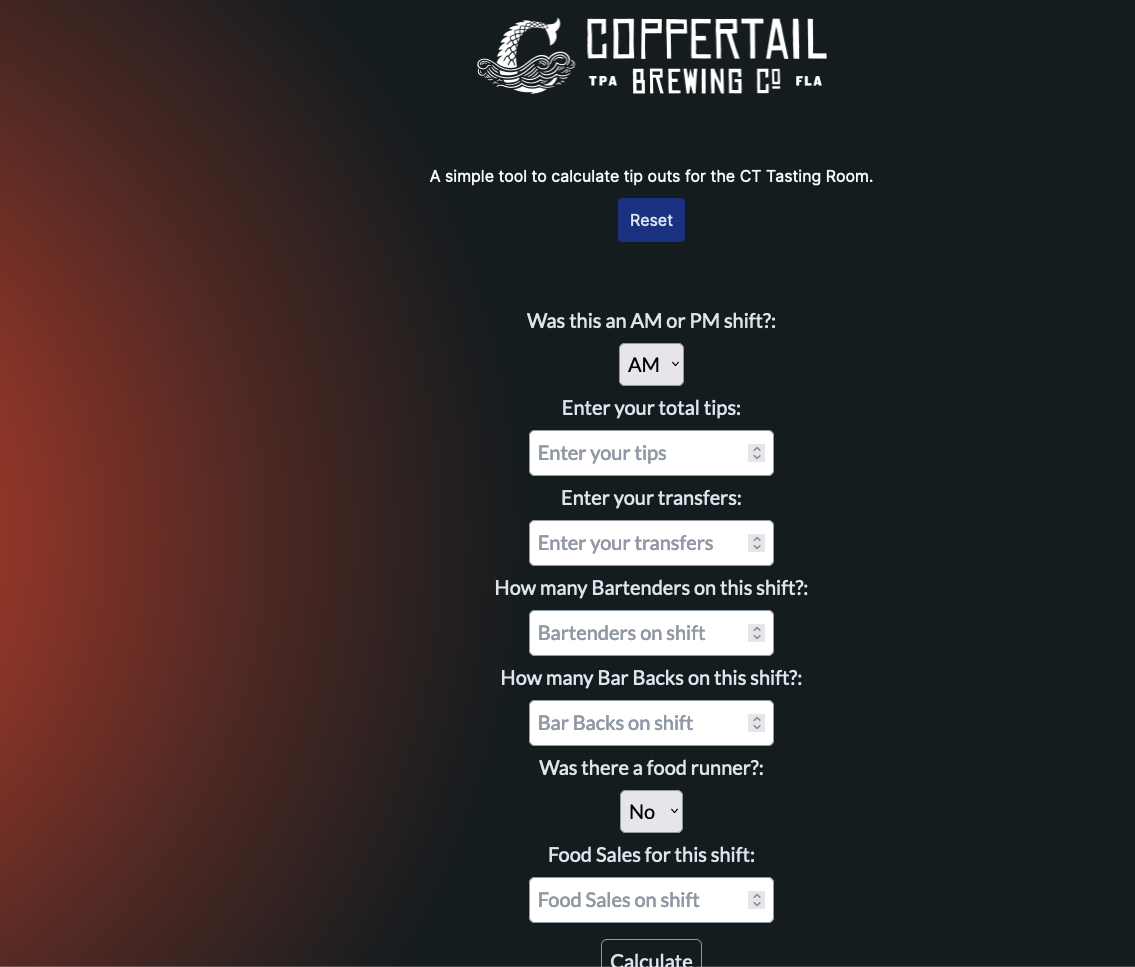 COPPERTAIL
TPA BREWING CO FLA
A simple tool to calculate tip outs for the CT Tasting Room.
Reset
Was this an AM or PM shift?:
AM
Enter your total tips:
Enter your tips
Enter your transfers:
Enter your transfers
How many Bartenders on this shift?:
Bartenders on shift
How many Bar Backs on this shift?:
Bar Backs on shift
Was there a food runner?:
No
Food Sales for this shift:
Food Sales on shift
Calculate